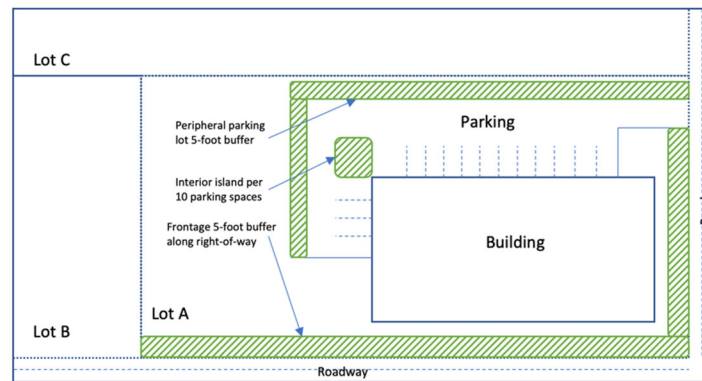 Lot C
Parking
Peripheral parking
lot 5-foot buffer
Interior island per
10 parking spaces
Frontage 5-foot buffer
along right-of-way
Building
Lot A
Lot B
Roadway